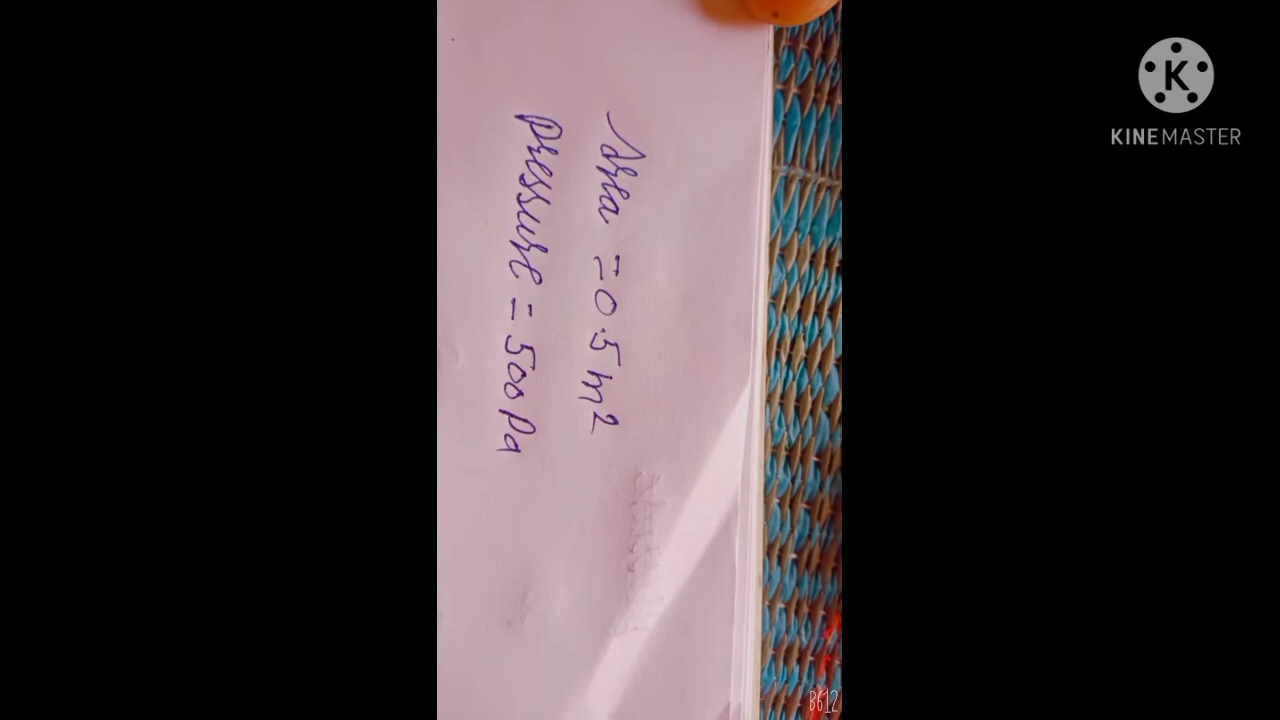 Area = 0.5 m²
Pressure = 500 Pa
K
KINEMASTER
B612